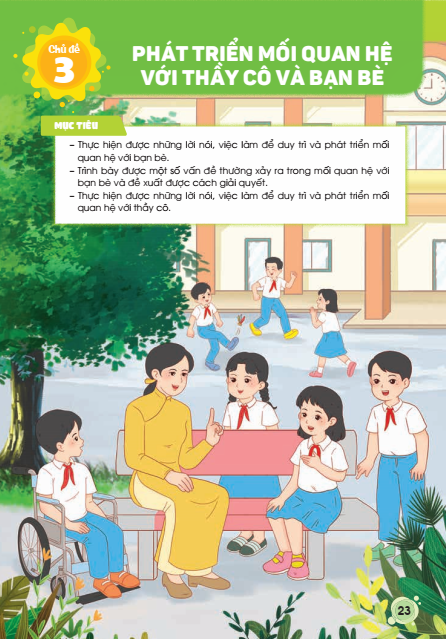 Chủ đề
3
PHÁT TRIỂN MỐI QUAN HỆ
VỚI THẦY CÔ VÀ BẠN BÈ
MỤC TIÊU
– Thực hiện được những lời nói, việc làm để duy trì và phát triển mối
quan hệ với bạn bè.
– Trình bày được một số vấn đề thường xảy ra trong mối quan hệ với
bạn bè và đề xuất được cách giải quyết.
– Thực hiện được những lời nói, việc làm để duy trì và phát triển mối
quan hệ với thầy cô.
23